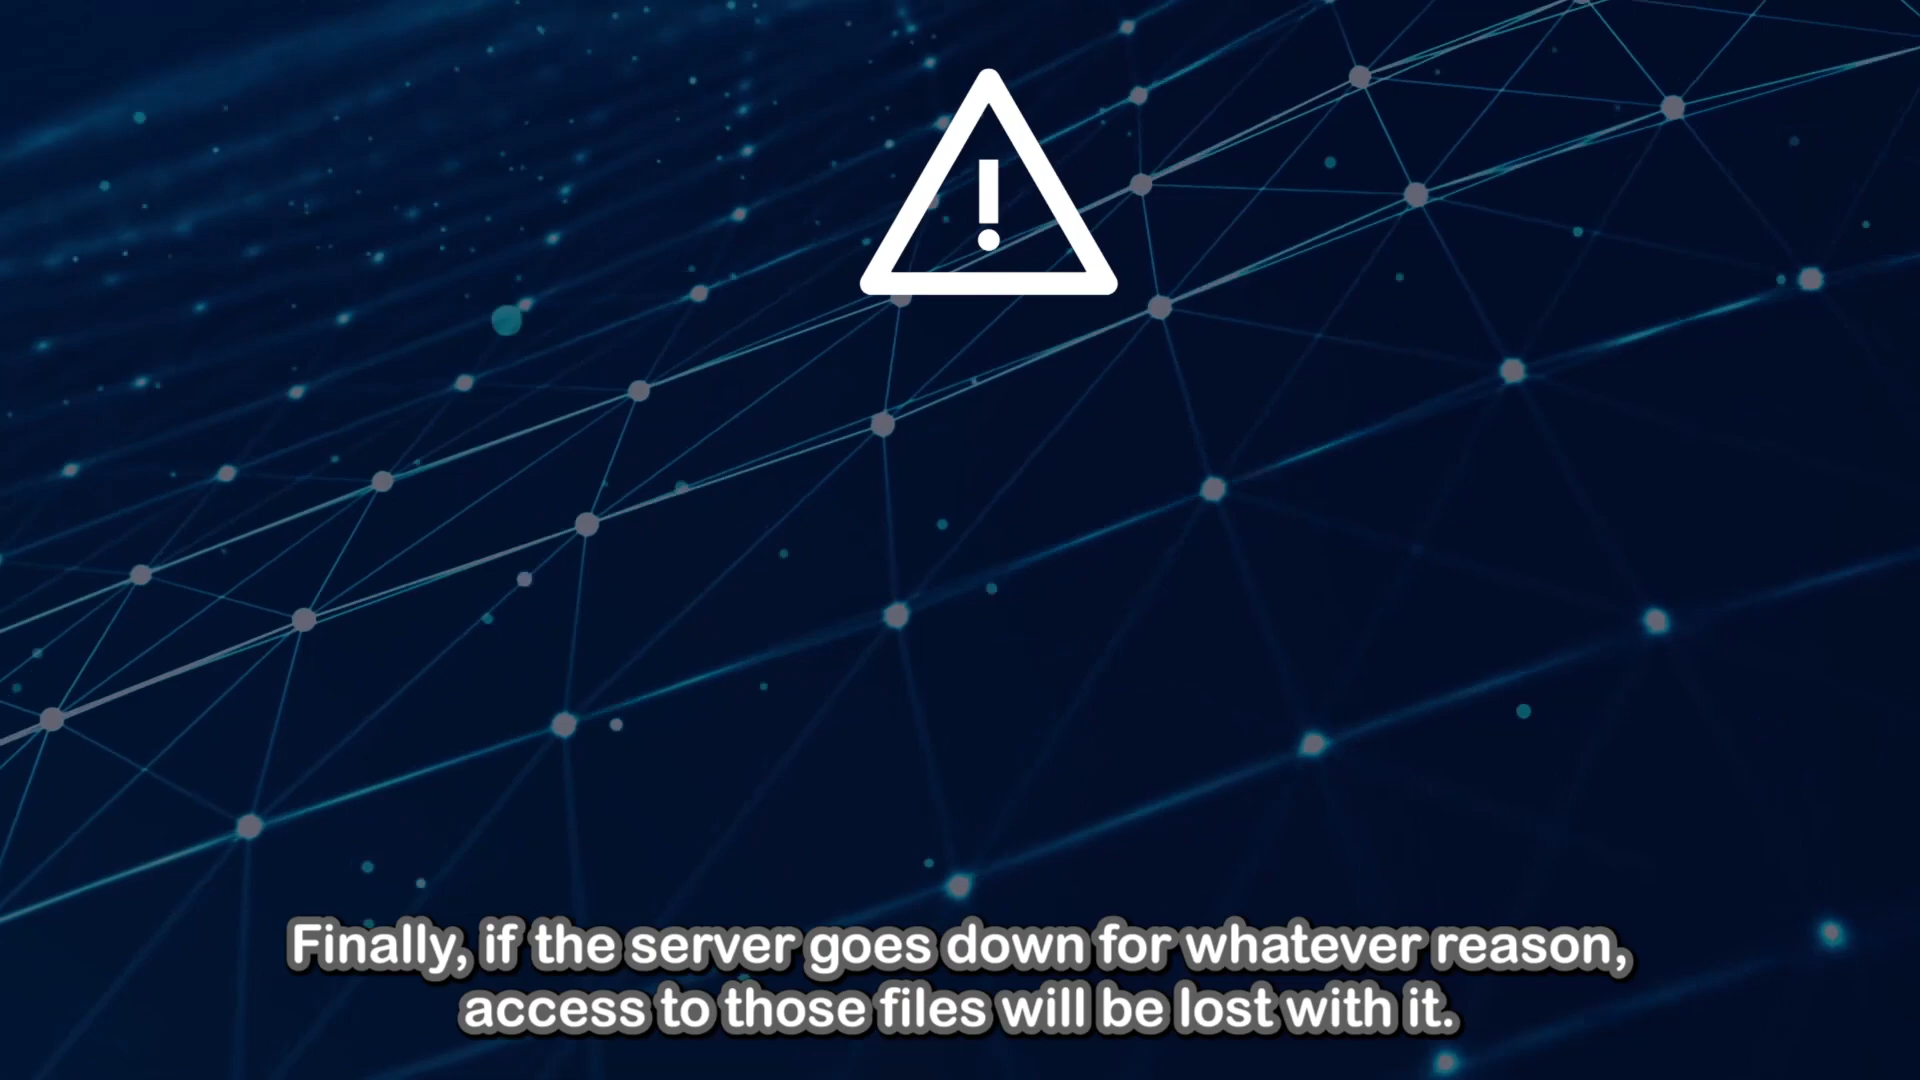 !
Finally, if the server goes down for whatever reason,
access to those files will be lost with it.